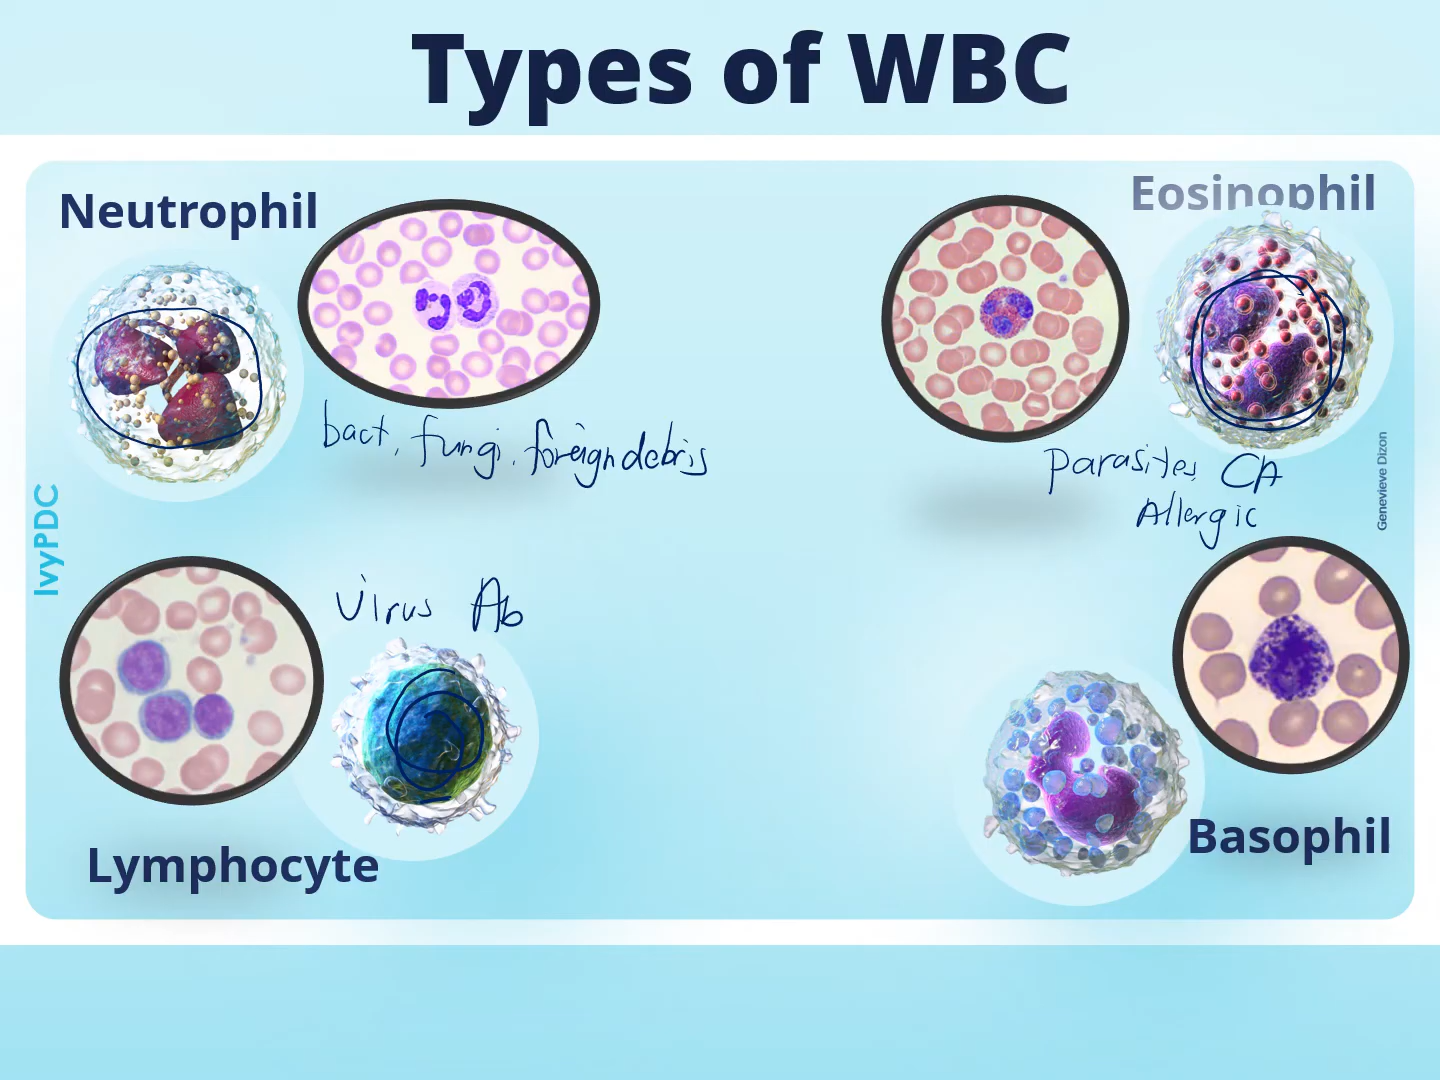 Types of WBC
Neutrophil
Eosinophil
bact, fungi, foreign debris
Parasites, CA
Allergic
Genevieve Dizon
IvyPDC
Virus Ab
Basophil
Lymphocyte